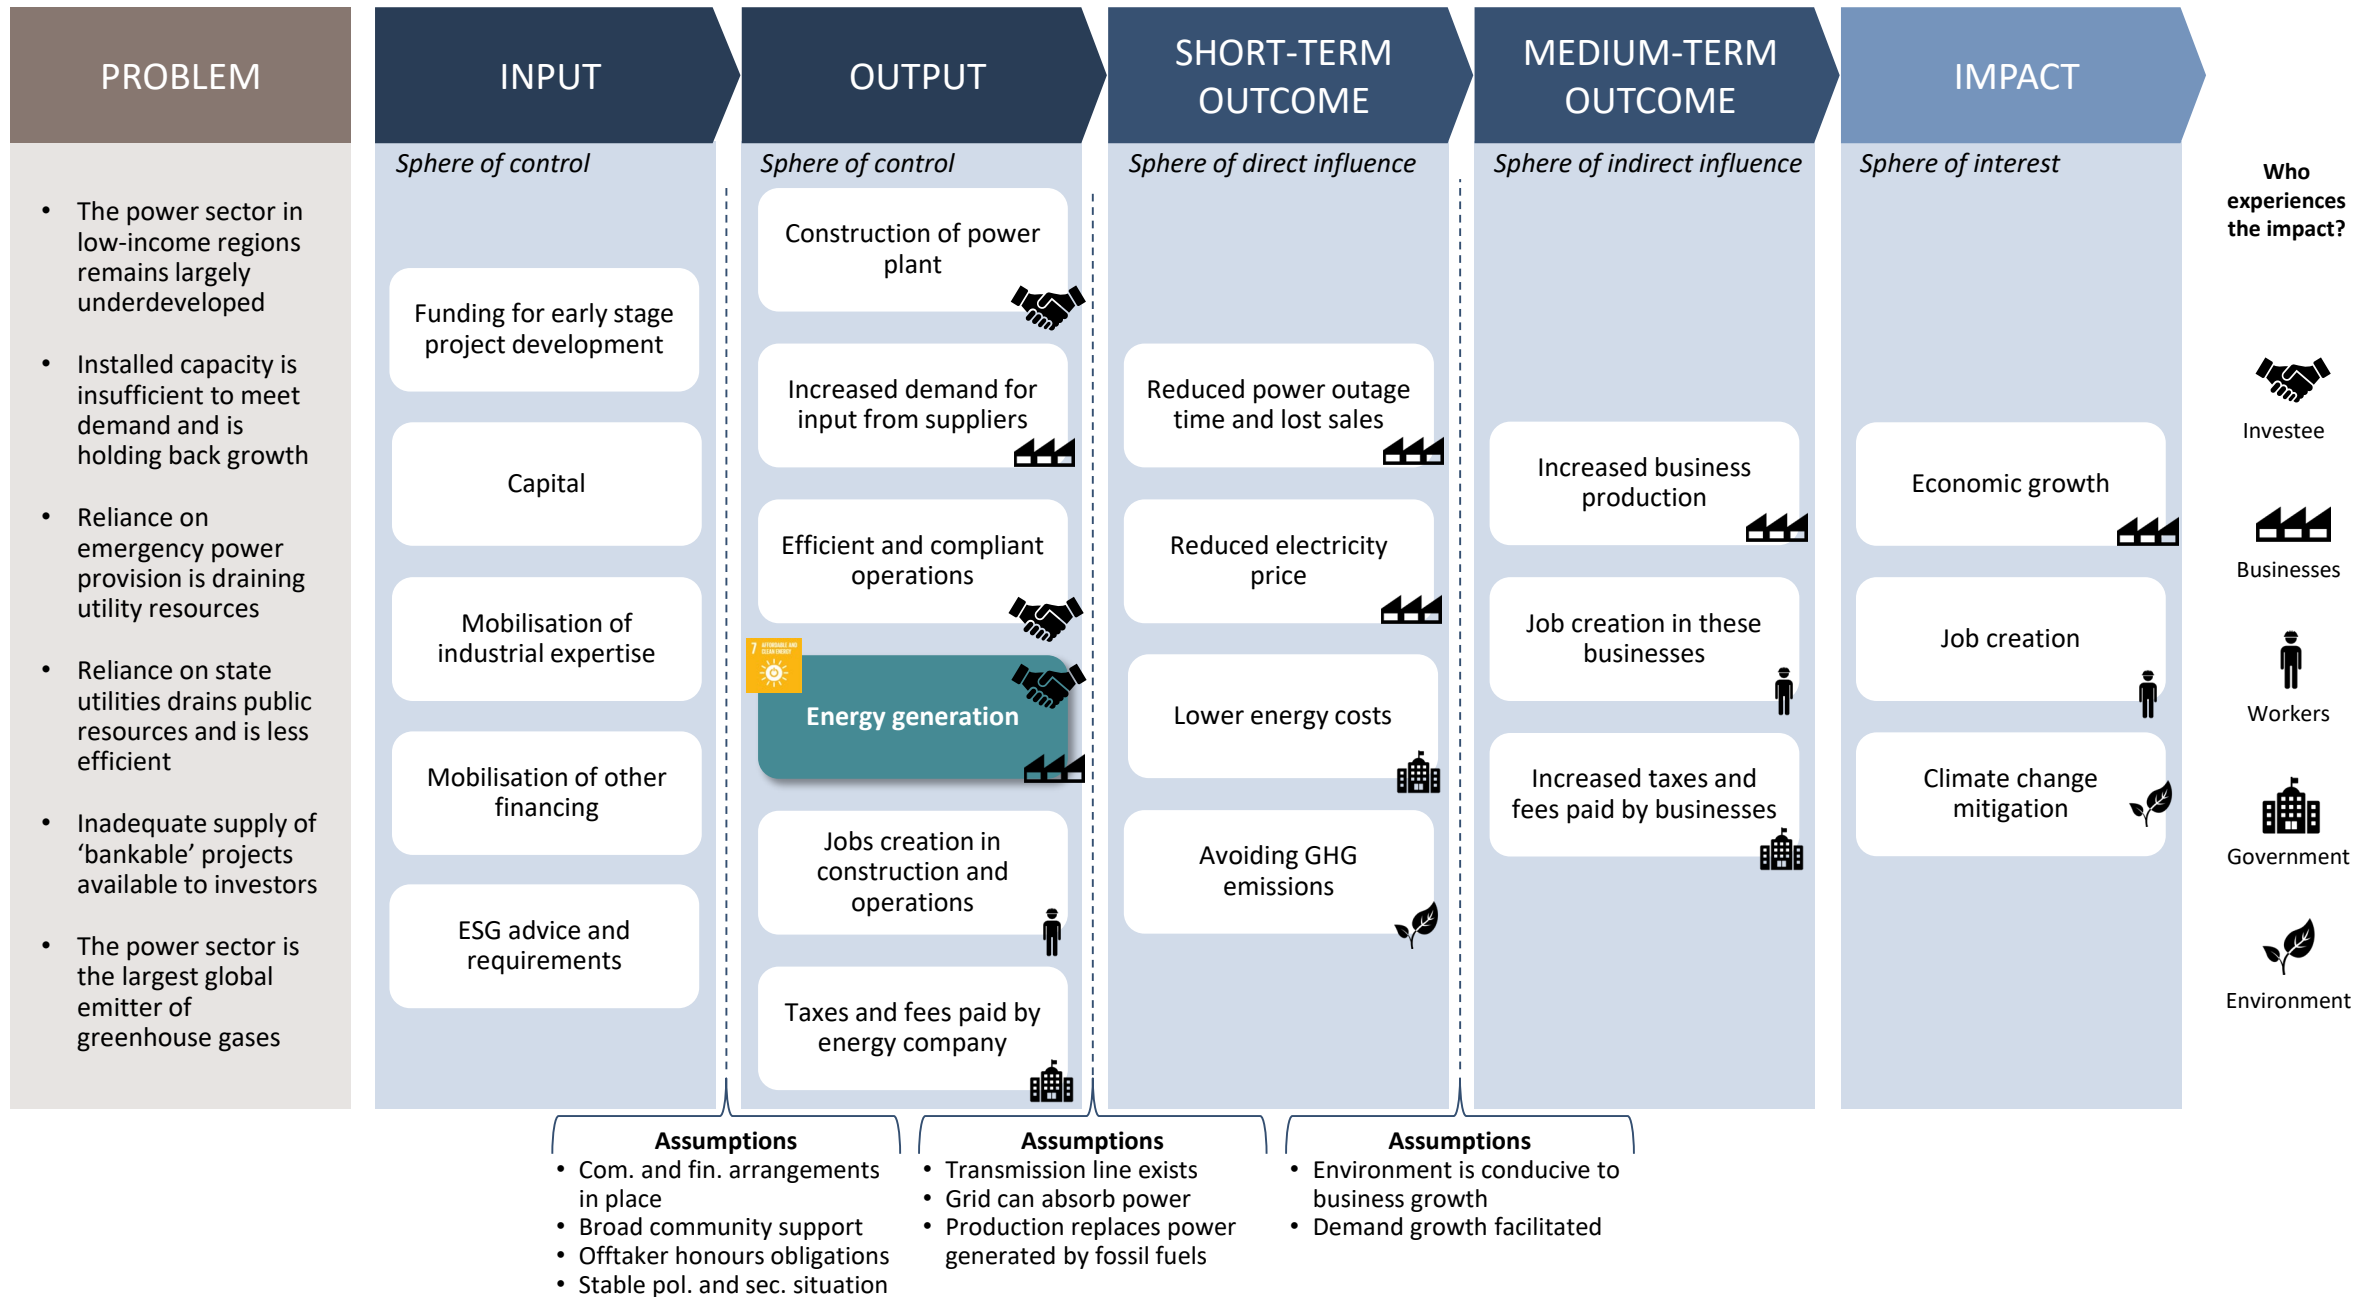 PROBLEM
• The power sector in
low-income regions
remains largely
underdeveloped
• Installed capacity is
insufficient to meet
demand and is
holding back growth
• Reliance on
emergency power
provision is draining
utility resources
• Reliance on state
utilities drains public
resources and is less
efficient
• Inadequate supply of
‘bankable’ projects
available to investors
• The power sector is
the largest global
emitter of
greenhouse gases
INPUT
Sphere of control
Funding for early stage
project development
Capital
Mobilisation of
industrial expertise
Mobilisation of other
financing
ESG advice and
requirements
OUTPUT
Sphere of control
Construction of power
plant
Increased demand for
input from suppliers
Efficient and compliant
operations
7 AFFORDABLE AND
CLEAN ENERGY
Energy generation
Jobs creation in
construction and
operations
Taxes and fees paid by
energy company
SHORT-TERM
OUTCOME
Sphere of direct influence
Reduced power outage
time and lost sales
Reduced electricity
price
Lower energy costs
Avoiding GHG
emissions
MEDIUM-TERM
OUTCOME
Sphere of indirect influence
Increased business
production
Job creation in these
businesses
Increased taxes and
fees paid by businesses
IMPACT
Sphere of interest
Economic growth
Job creation
Climate change
mitigation
Who
experiences
the impact?
Investee
Businesses
Workers
Government
Environment
Assumptions
• Com. and fin. arrangements
in place
• Broad community support
• Offtaker honours obligations
• Stable pol. and sec. situation
Assumptions
• Transmission line exists
• Grid can absorb power
• Production replaces power
generated by fossil fuels
Assumptions
• Environment is conducive to
business growth
• Demand growth facilitated